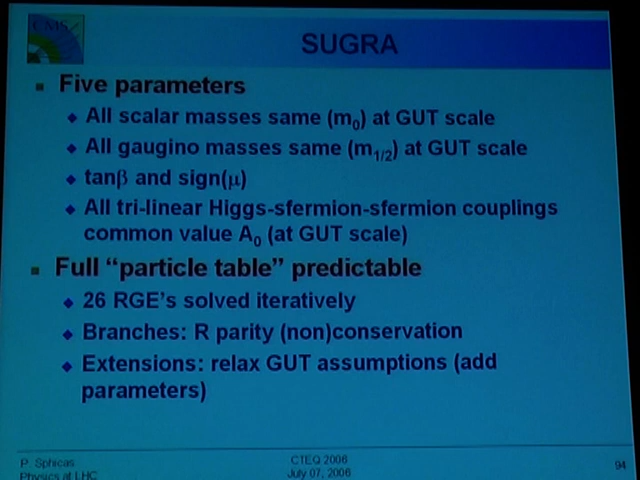 CMS
SUGRA
Five parameters
All scalar masses same (m0) at GUT scale
All gaugino masses same (m1/2) at GUT scale
tanβ and sign(μ)
All tri-linear Higgs-sfermion-sfermion couplings
common value A0 (at GUT scale)
Full “particle table” predictable
26 RGE's solved iteratively
Branches: R parity (non)conservation
Extensions: relax GUT assumptions (add
parameters)
P. Sphicas
Physics at LHC
CTEQ 2006
July 07, 2006
94